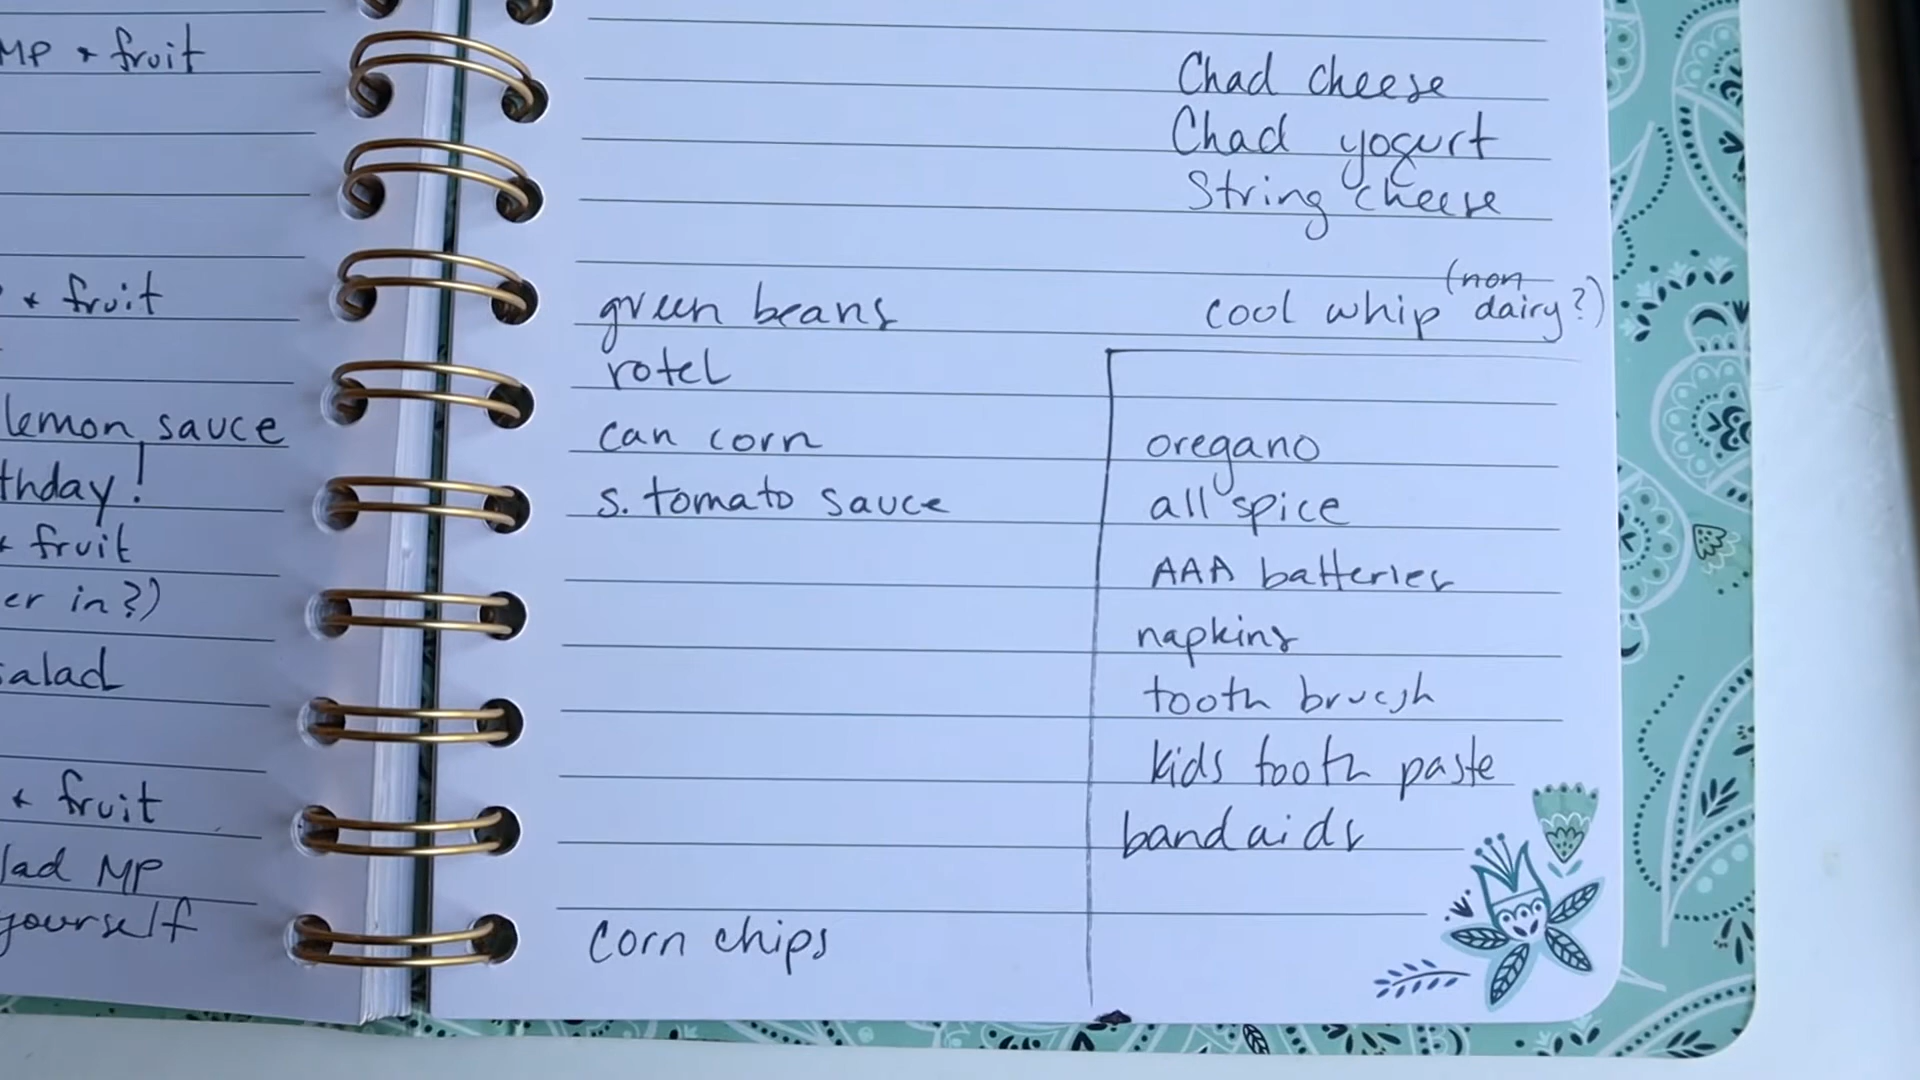 MP + fruit
+ fruit
lemon sauce
thday!
+ fruit
er in?)
salad
+ fruit
lad MP
yourself
Chad cheese
Chad yogurt
String cheese
(non
cool whip dairy?)
green beans
rotel
can corn
s. tomato sauce
corn chips
oregano
all spice
AAA batteries
napkins
tooth brush
kids tooth paste
band aids